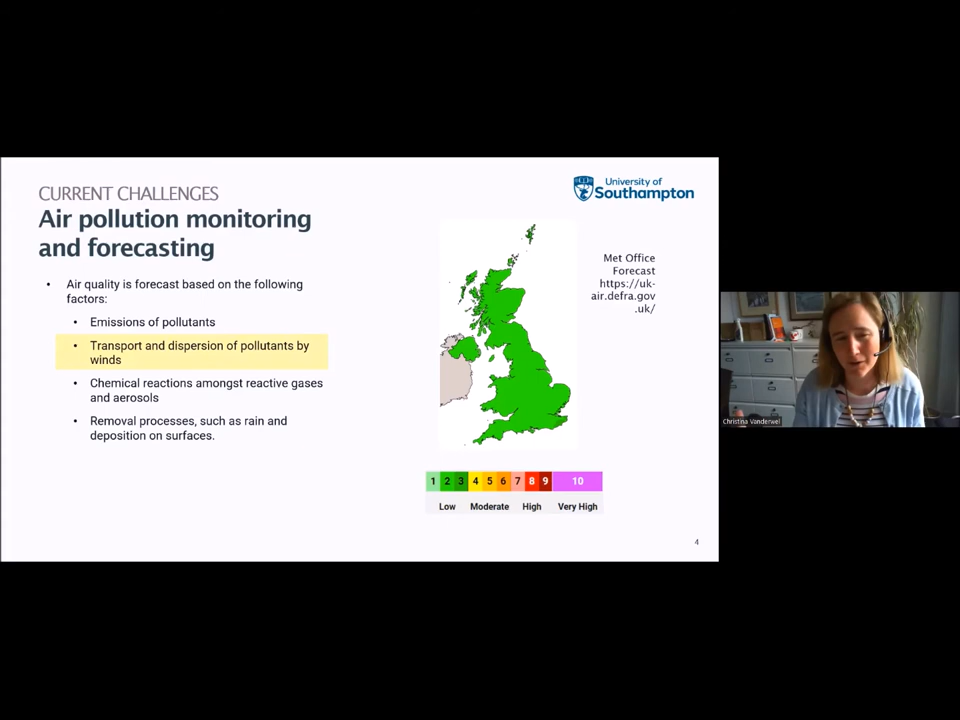 CURRENT CHALLENGES
Air pollution monitoring
and forecasting
University of
Southampton
• Air quality is forecast based on the following
factors:
• Emissions of pollutants
• Transport and dispersion of pollutants by
winds
• Chemical reactions amongst reactive gases
and aerosols
• Removal processes, such as rain and
deposition on surfaces.
Met Office
Forecast
https://uk-
air.defra.gov
.uk/
1 2 3 4 5 6 7 8 9 10
Low Moderate High Very High
4
Christina Vanderwel